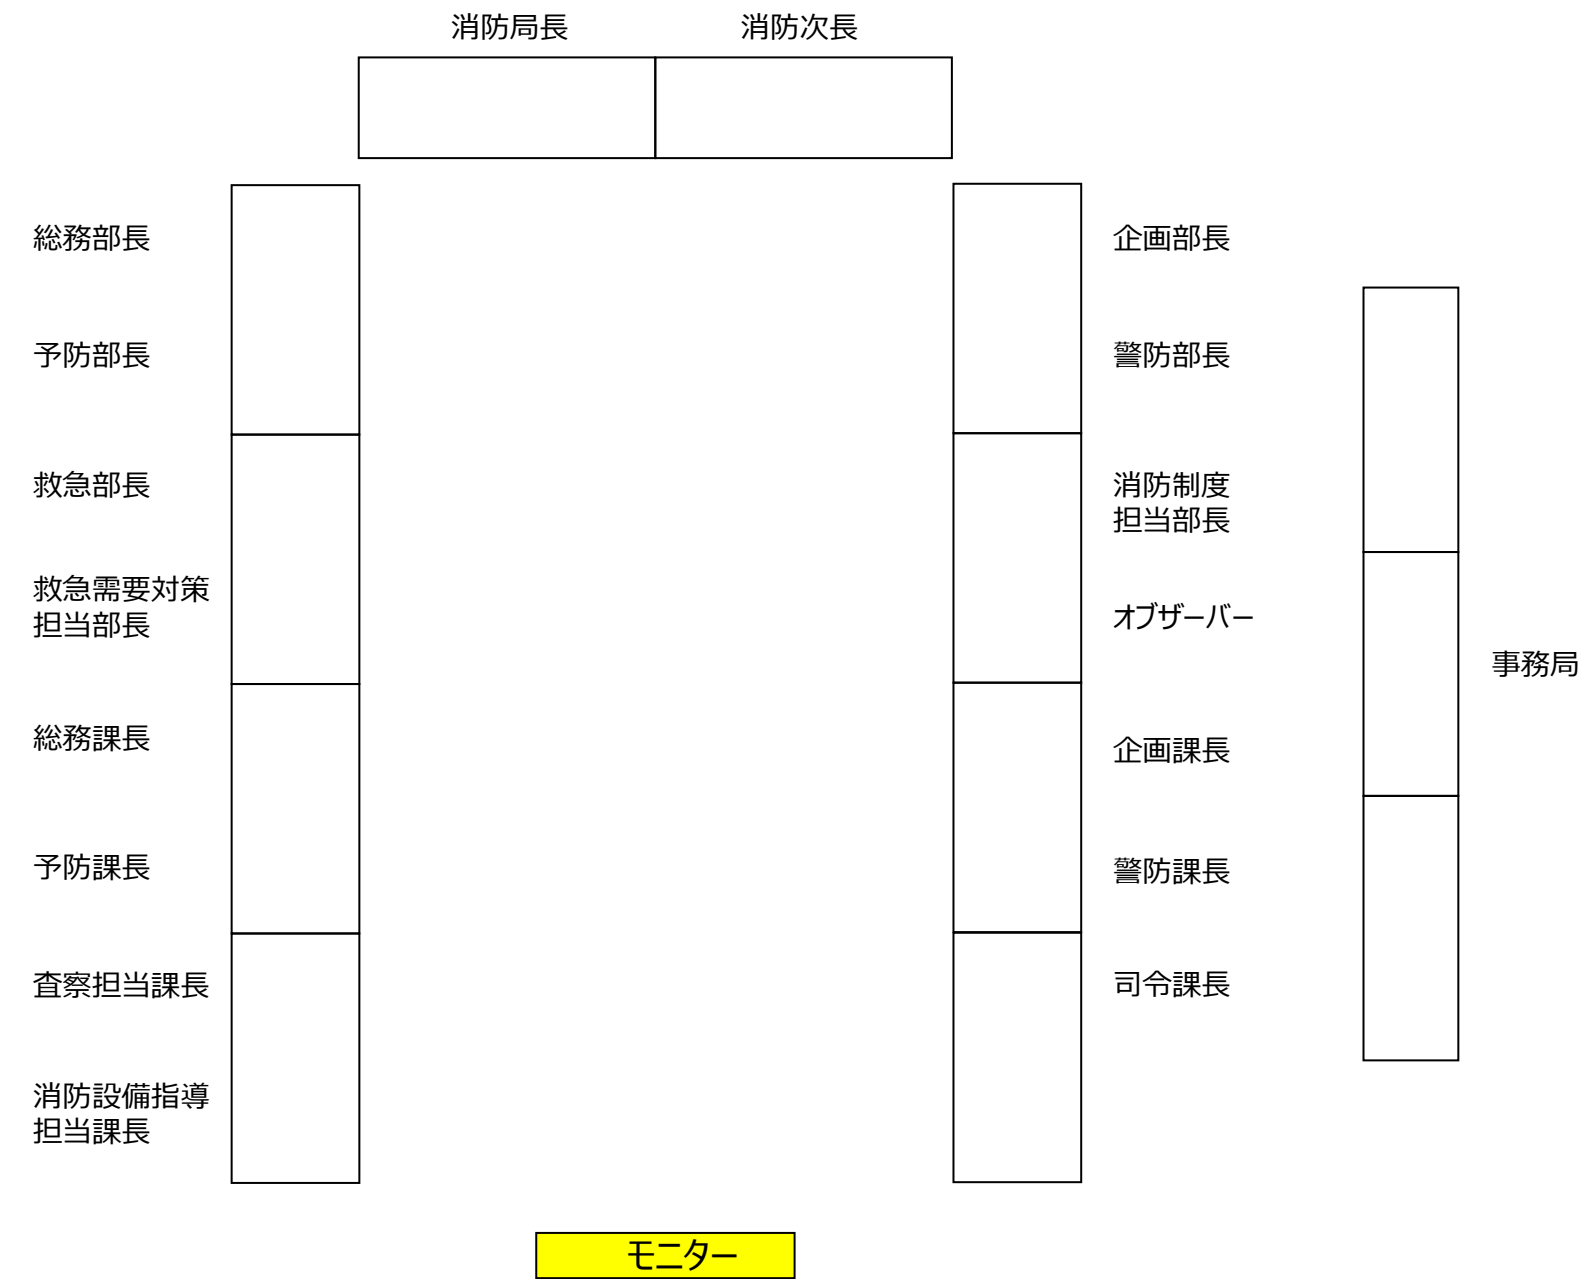 消防局長
消防次長
総務部長
予防部長
救急部長
救急需要対策
担当部長
総務課長
予防課長
査察担当課長
消防設備指導
担当課長
企画部長
警防部長
消防制度
担当部長
オブザーバー
企画課長
警防課長
司令課長
事務局
モニター